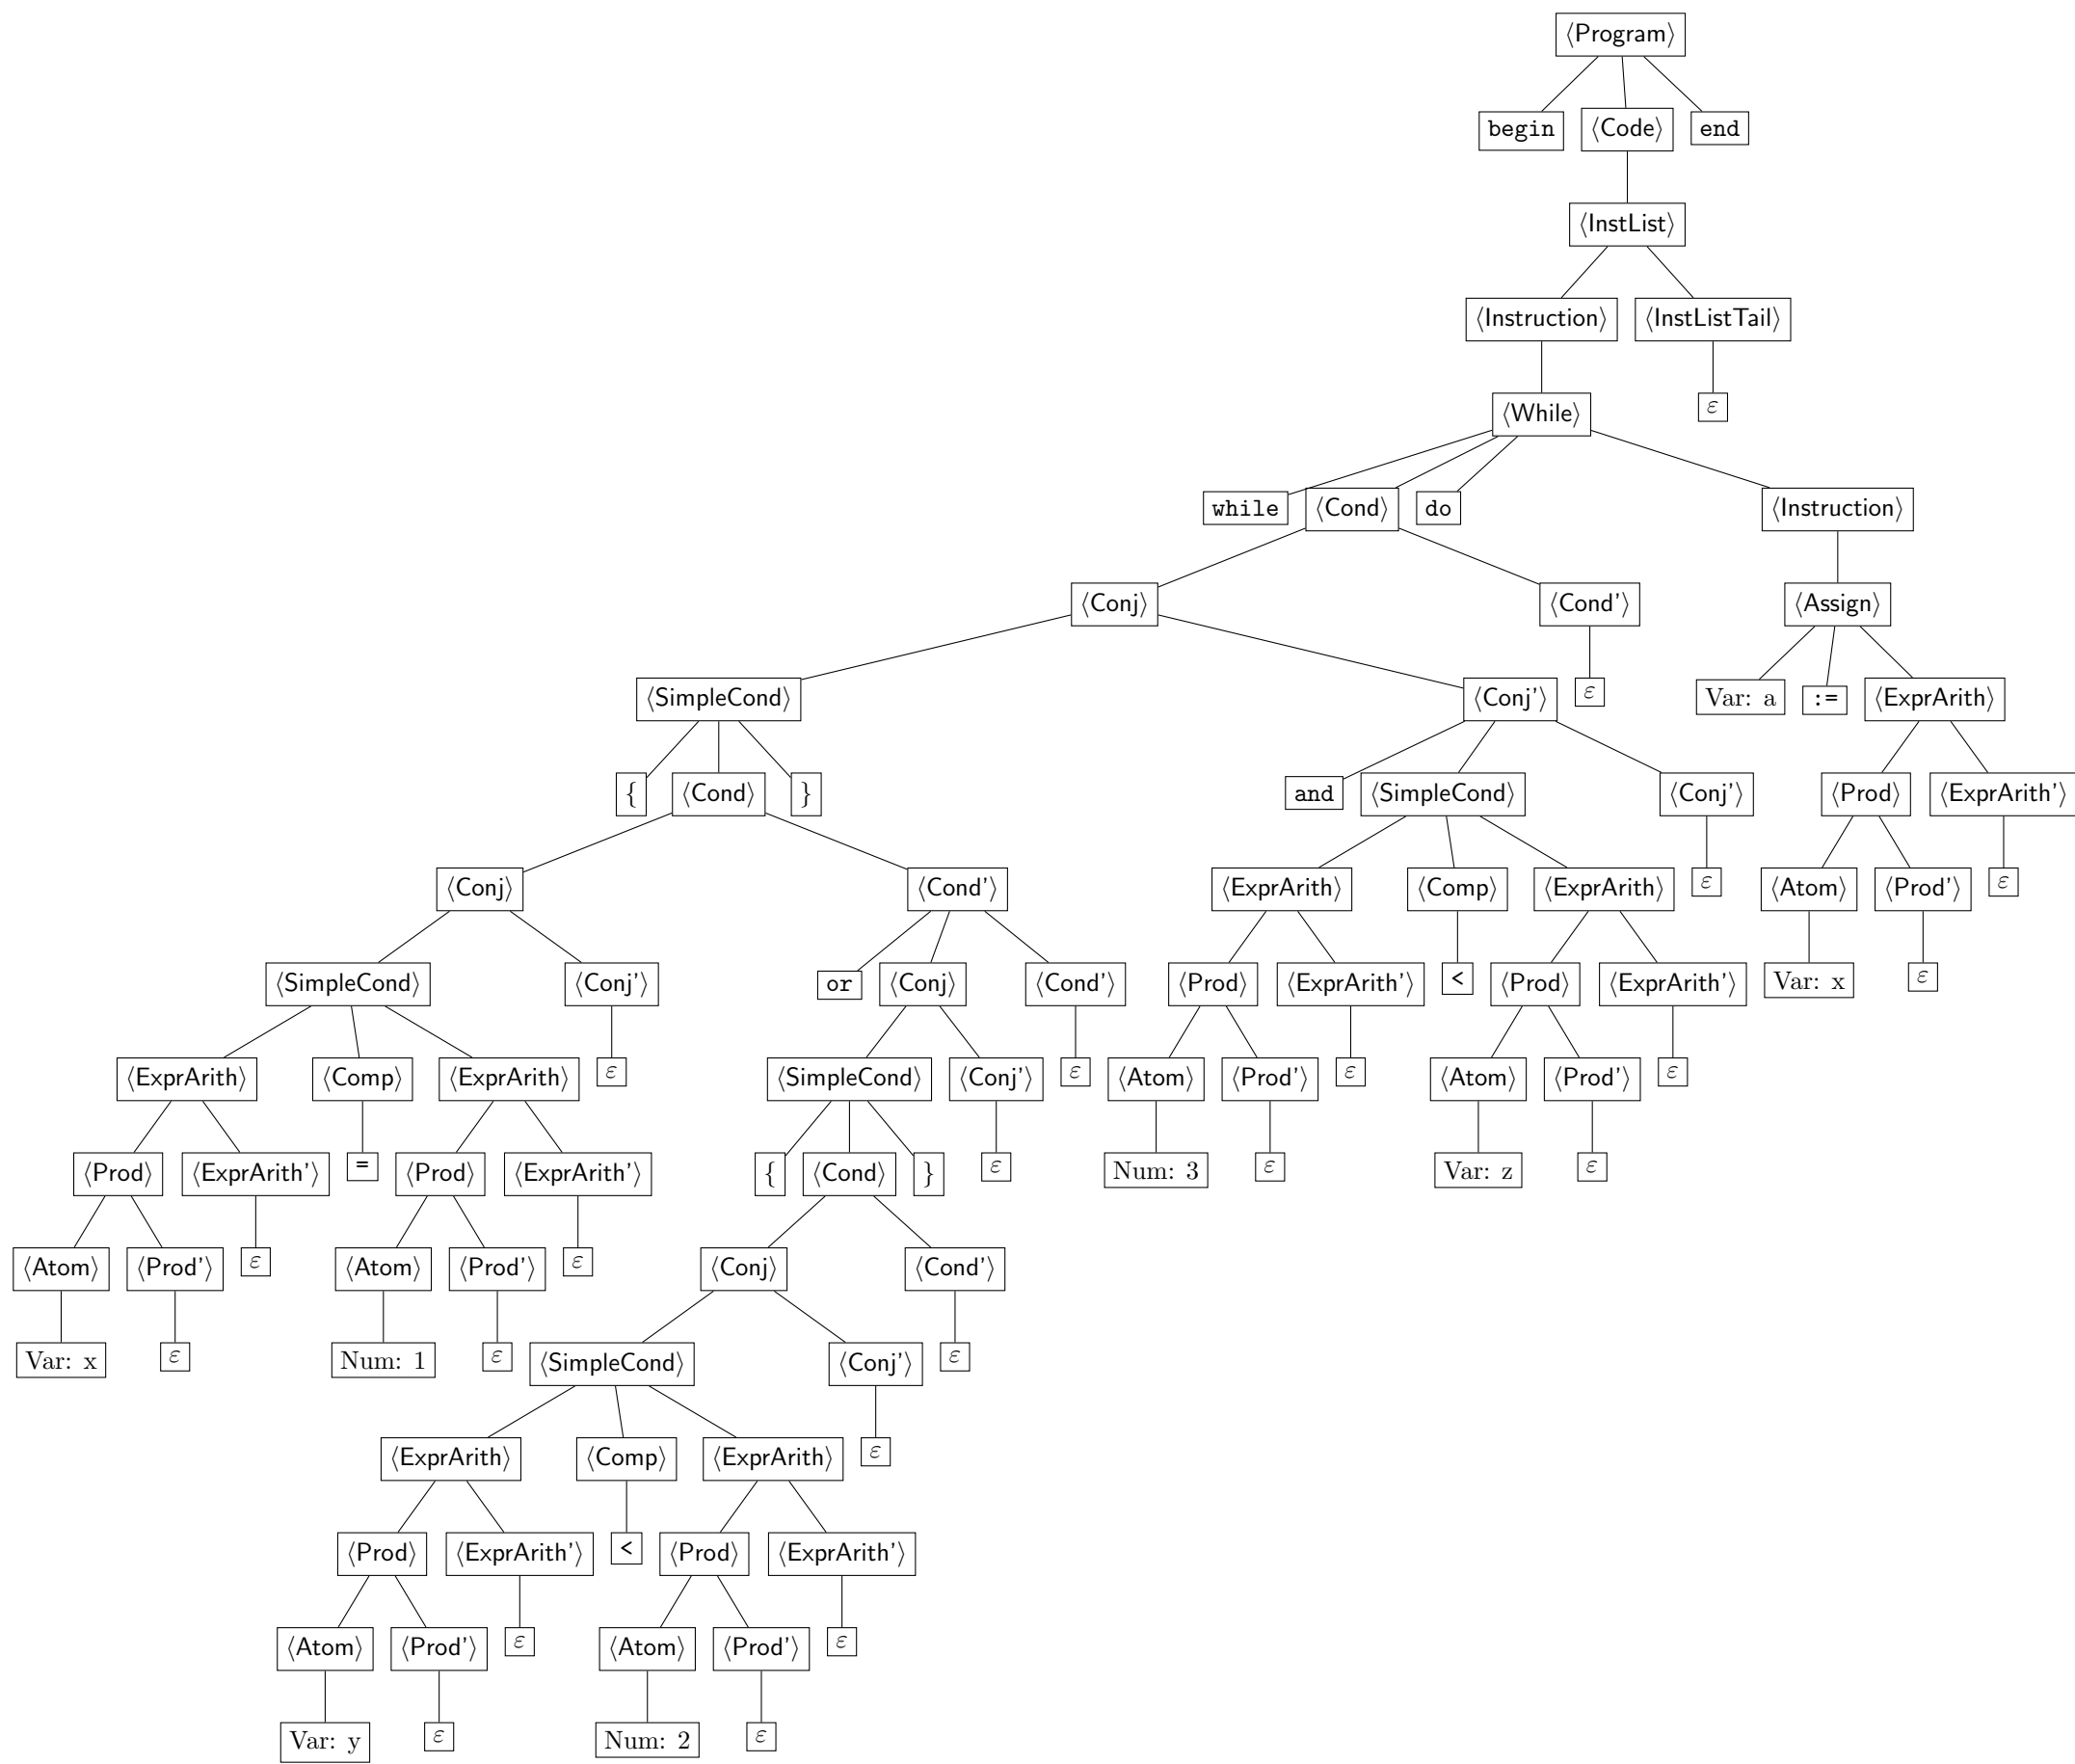 ⟨Program⟩
begin ⟨Code⟩ end
⟨InstList⟩
⟨Instruction⟩ ⟨InstListTail⟩
⟨While⟩ ε
while ⟨Cond⟩ do ⟨Instruction⟩
⟨Conj⟩ ⟨Cond'⟩ ⟨Assign⟩
⟨SimpleCond⟩ ⟨Conj'⟩ ε Var: a := ⟨ExprArith⟩
{ ⟨Cond⟩ } and ⟨SimpleCond⟩ ⟨Conj'⟩ ⟨Prod⟩ ⟨ExprArith'⟩
⟨Conj⟩ ⟨Cond'⟩ ⟨ExprArith⟩ ⟨Comp⟩ ⟨ExprArith⟩ ε ⟨Atom⟩ ⟨Prod'⟩ ε
⟨SimpleCond⟩ ⟨Conj'⟩ or ⟨Conj⟩ ⟨Cond'⟩ ⟨Prod⟩ ⟨ExprArith'⟩ < ⟨Prod⟩ ⟨ExprArith'⟩ Var: x ε
⟨ExprArith⟩ ⟨Comp⟩ ⟨ExprArith⟩ ε ⟨SimpleCond⟩ ⟨Conj'⟩ ε ⟨Atom⟩ ⟨Prod'⟩ ε ⟨Atom⟩ ⟨Prod'⟩ ε
⟨Prod⟩ ⟨ExprArith'⟩ = ⟨Prod⟩ ⟨ExprArith'⟩ { ⟨Cond⟩ } ε Num: 3 ε Var: z ε
⟨Atom⟩ ⟨Prod'⟩ ε ⟨Atom⟩ ⟨Prod'⟩ ε ⟨Conj⟩ ⟨Cond'⟩
Var: x ε Num: 1 ε ⟨SimpleCond⟩ ⟨Conj'⟩ ε
⟨ExprArith⟩ ⟨Comp⟩ ⟨ExprArith⟩ ε
⟨Prod⟩ ⟨ExprArith'⟩ < ⟨Prod⟩ ⟨ExprArith'⟩
⟨Atom⟩ ⟨Prod'⟩ ε ⟨Atom⟩ ⟨Prod'⟩ ε
Var: y ε Num: 2 ε